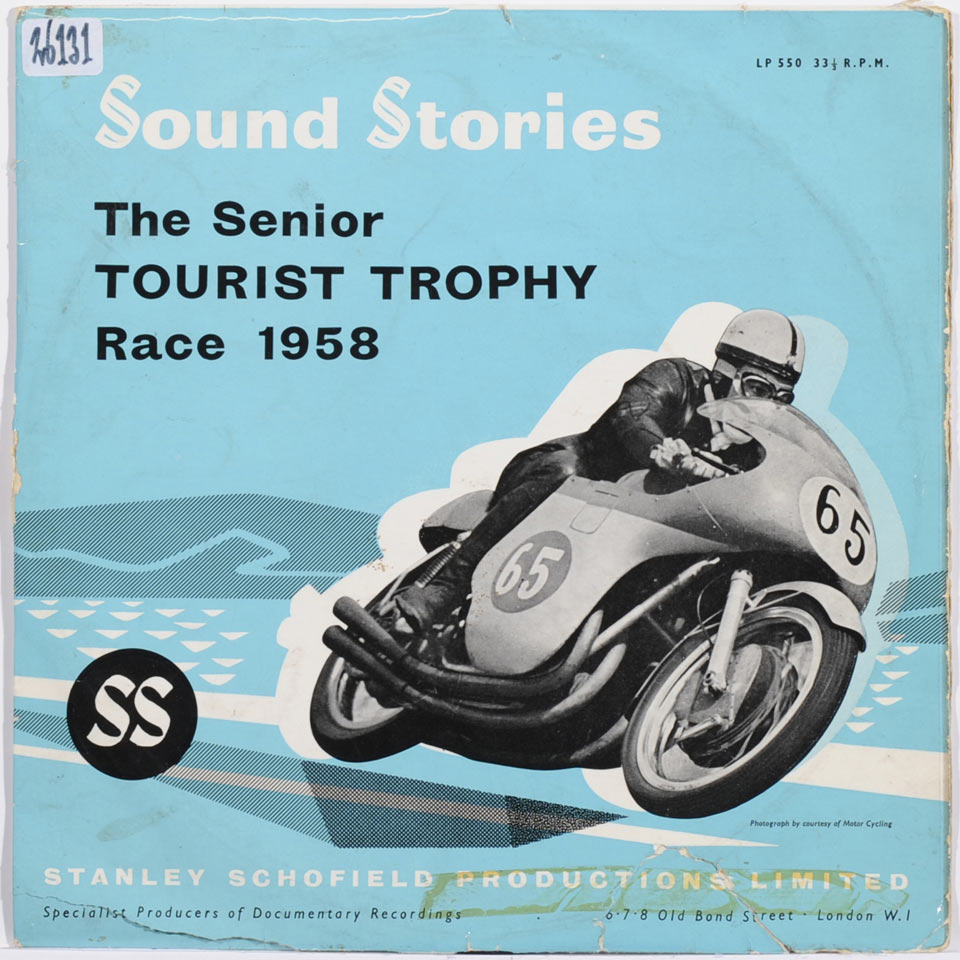 26131
LP 550 33⅓ R.P.M.
Sound Stories
The Senior
TOURIST TROPHY
Race 1958
65
65
SS
Photograph by courtesy of Motor Cycling
STANLEY SCHOFIELD PRODUCTIONS LIMITED
Specialist Producers of Documentary Recordings 6·7·8 Old Bond Street · London W.1